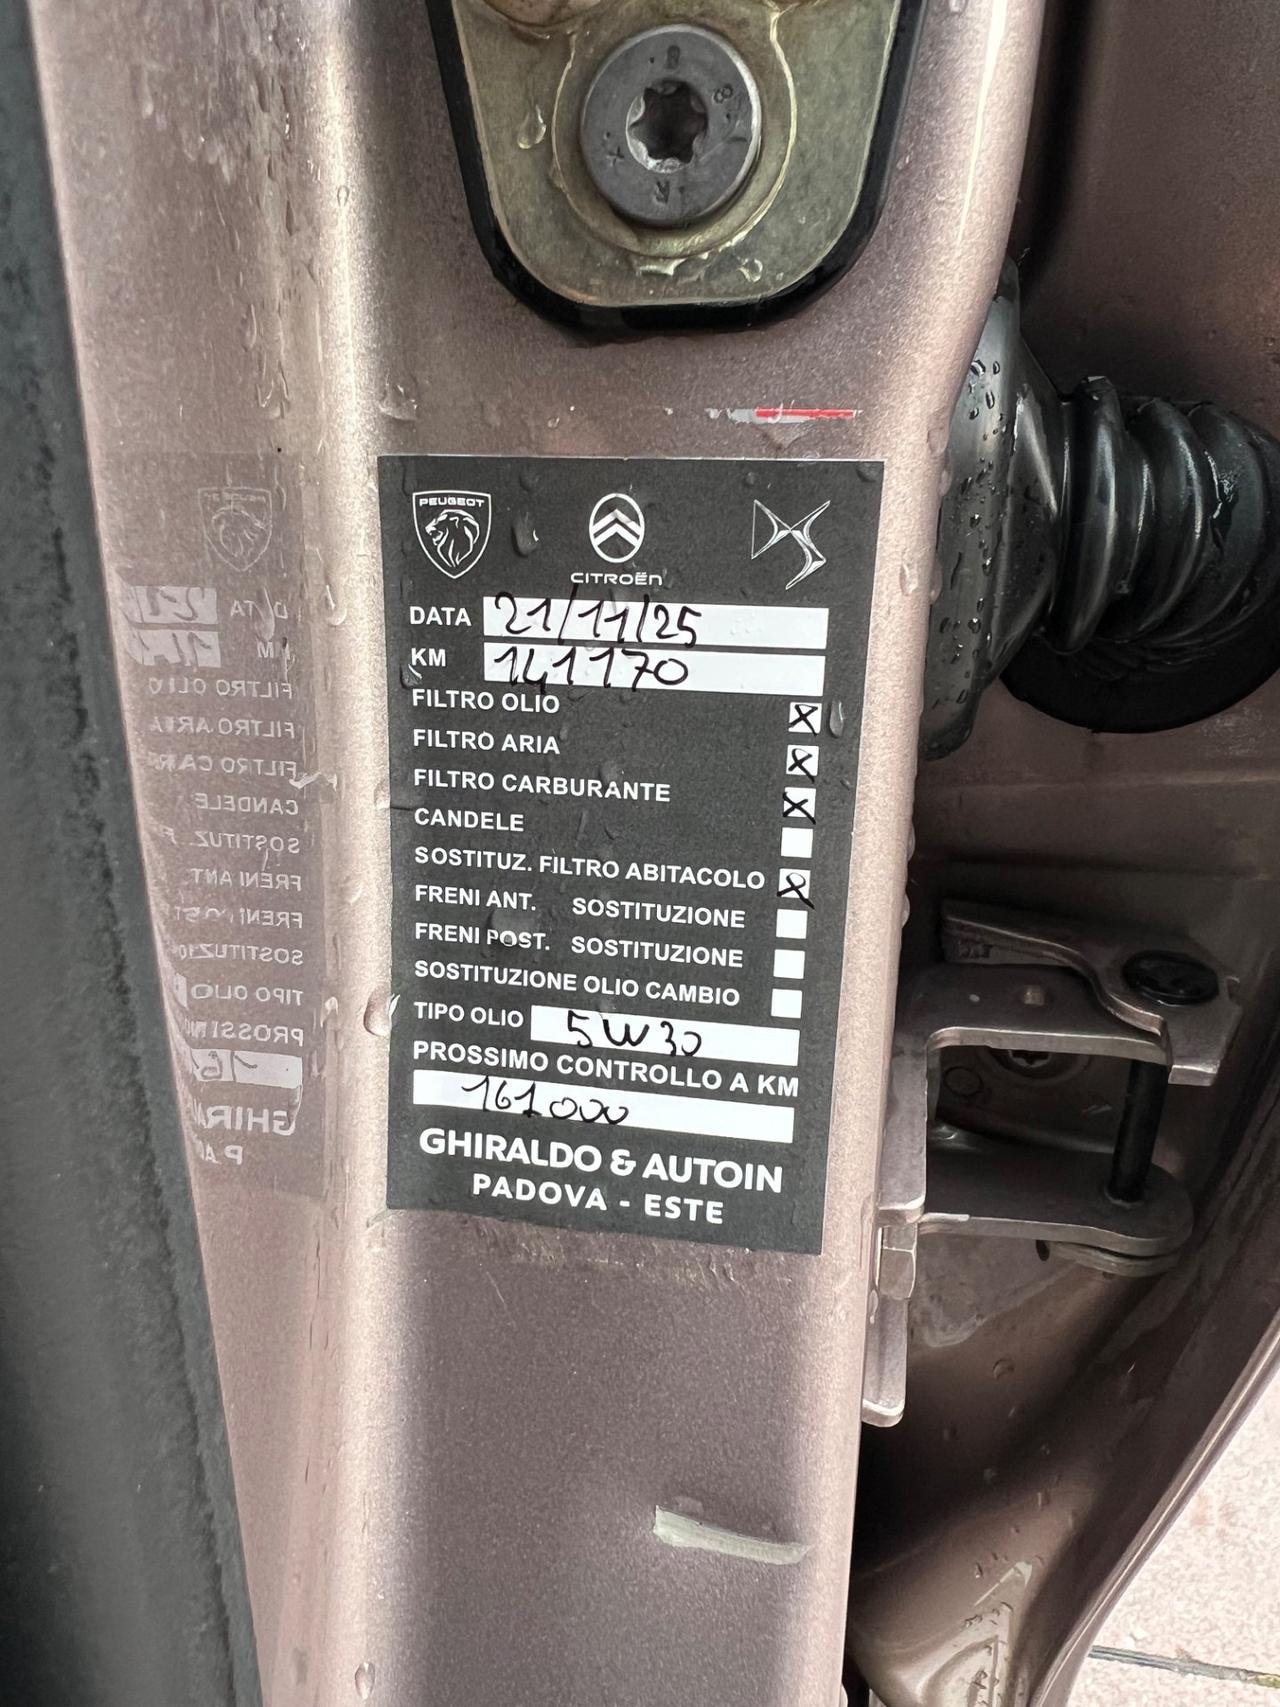 PEUGEOT
CITROËN
DS
DATA 21/11/25
KM 141170
FILTRO OLIO X
FILTRO ARIA X
FILTRO CARBURANTE X
CANDELE
SOSTITUZ. FILTRO ABITACOLO X
FRENI ANT. SOSTITUZIONE
FRENI POST. SOSTITUZIONE
SOSTITUZIONE OLIO CAMBIO
TIPO OLIO 5W30
PROSSIMO CONTROLLO A KM
161000
GHIRALDO & AUTOIN
PADOVA - ESTE